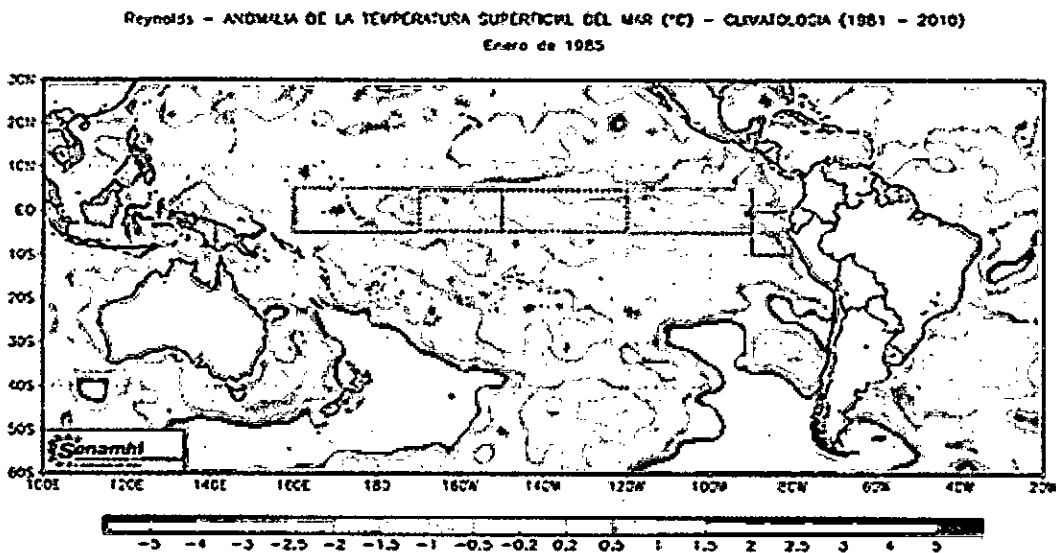 Reynolds - ANOMALIA DE LA TEMPERATURA SUPERFICIAL DEL MAR (°C) - CLIMATOLOGIA (1981 - 2010)
Enero de 1985
30N
20N
10N
EQ
10S
20S
30S
40S
50S
60S
Senamhi
100E 120E 140E 160E 180 160W 140W 120W 100W 80W 60W 40W 20W
-5 -4 -3 -2.5 -2 -1.5 -1 -0.5 -0.2 0.2 0.5 1 1.5 2 2.5 3 4 5